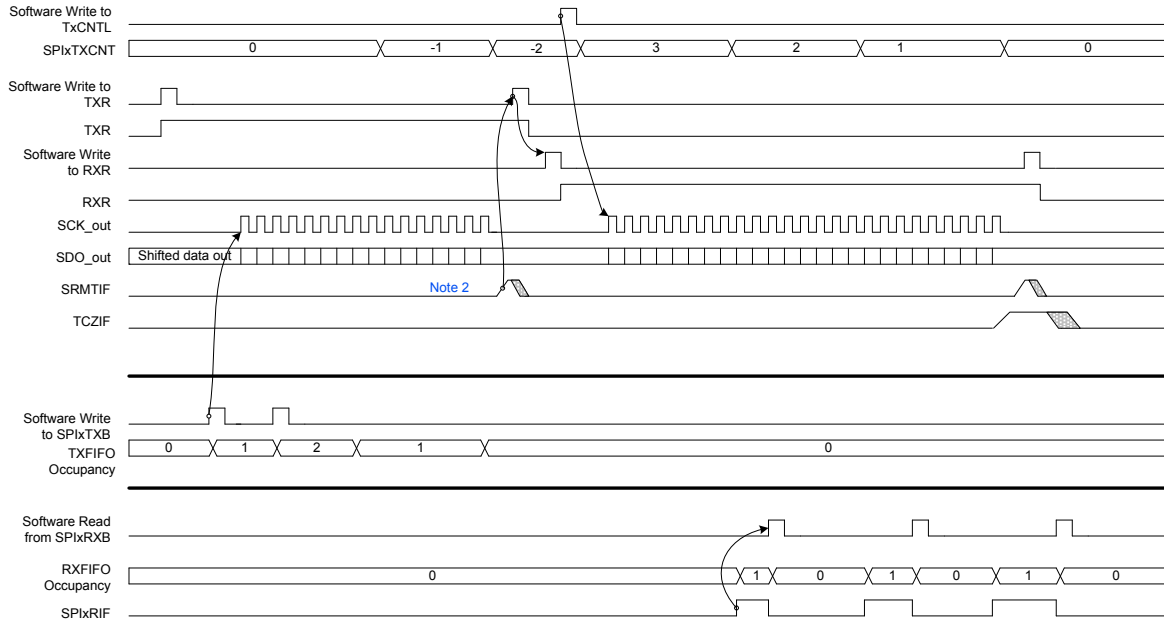 Software Write to
TxCNTL
SPIxTXCNT 0 -1 -2 3 2 1 0
Software Write to
TXR
TXR
Software Write
to RXR
RXR
SCK_out
SDO_out Shifted data out
SRMTIF Note 2
TCZIF
Software Write
to SPIxTXB
TXFIFO 0 1 2 1 0
Occupancy
Software Read
from SPIxRXB
RXFIFO 0 1 0 1 0 1 0
Occupancy
SPIxRIF